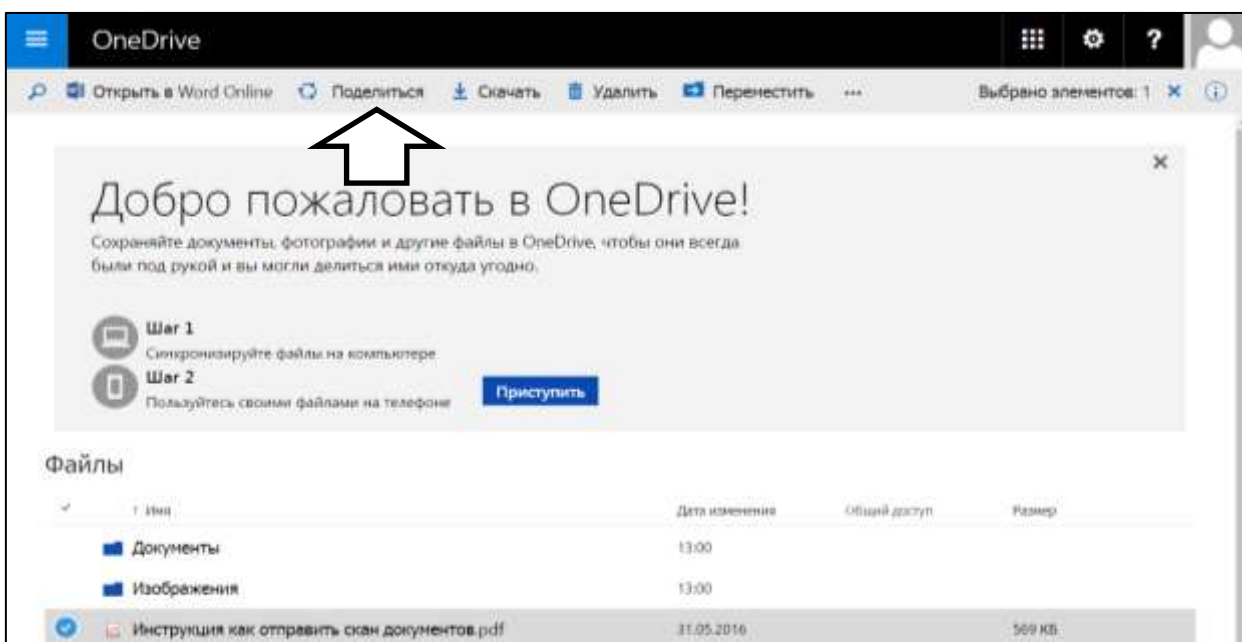 OneDrive ?
Открыть в Word Online Поделиться Скачать Удалить Переместить ... Выбрано элементов: 1
Добро пожаловать в OneDrive!
Сохраняйте документы, фотографии и другие файлы в OneDrive, чтобы они всегда
были под рукой и вы могли делиться ими откуда угодно.
Шаг 1
Синхронизируйте файлы на компьютере
Шаг 2
Пользуйтесь своими файлами на телефоне
Приступить
Файлы
↑ Имя Дата изменения Общий доступ Размер
Документы 13:00
Изображения 13:00
Инструкция как отправить скан документов.pdf 31.05.2016 569 КБ